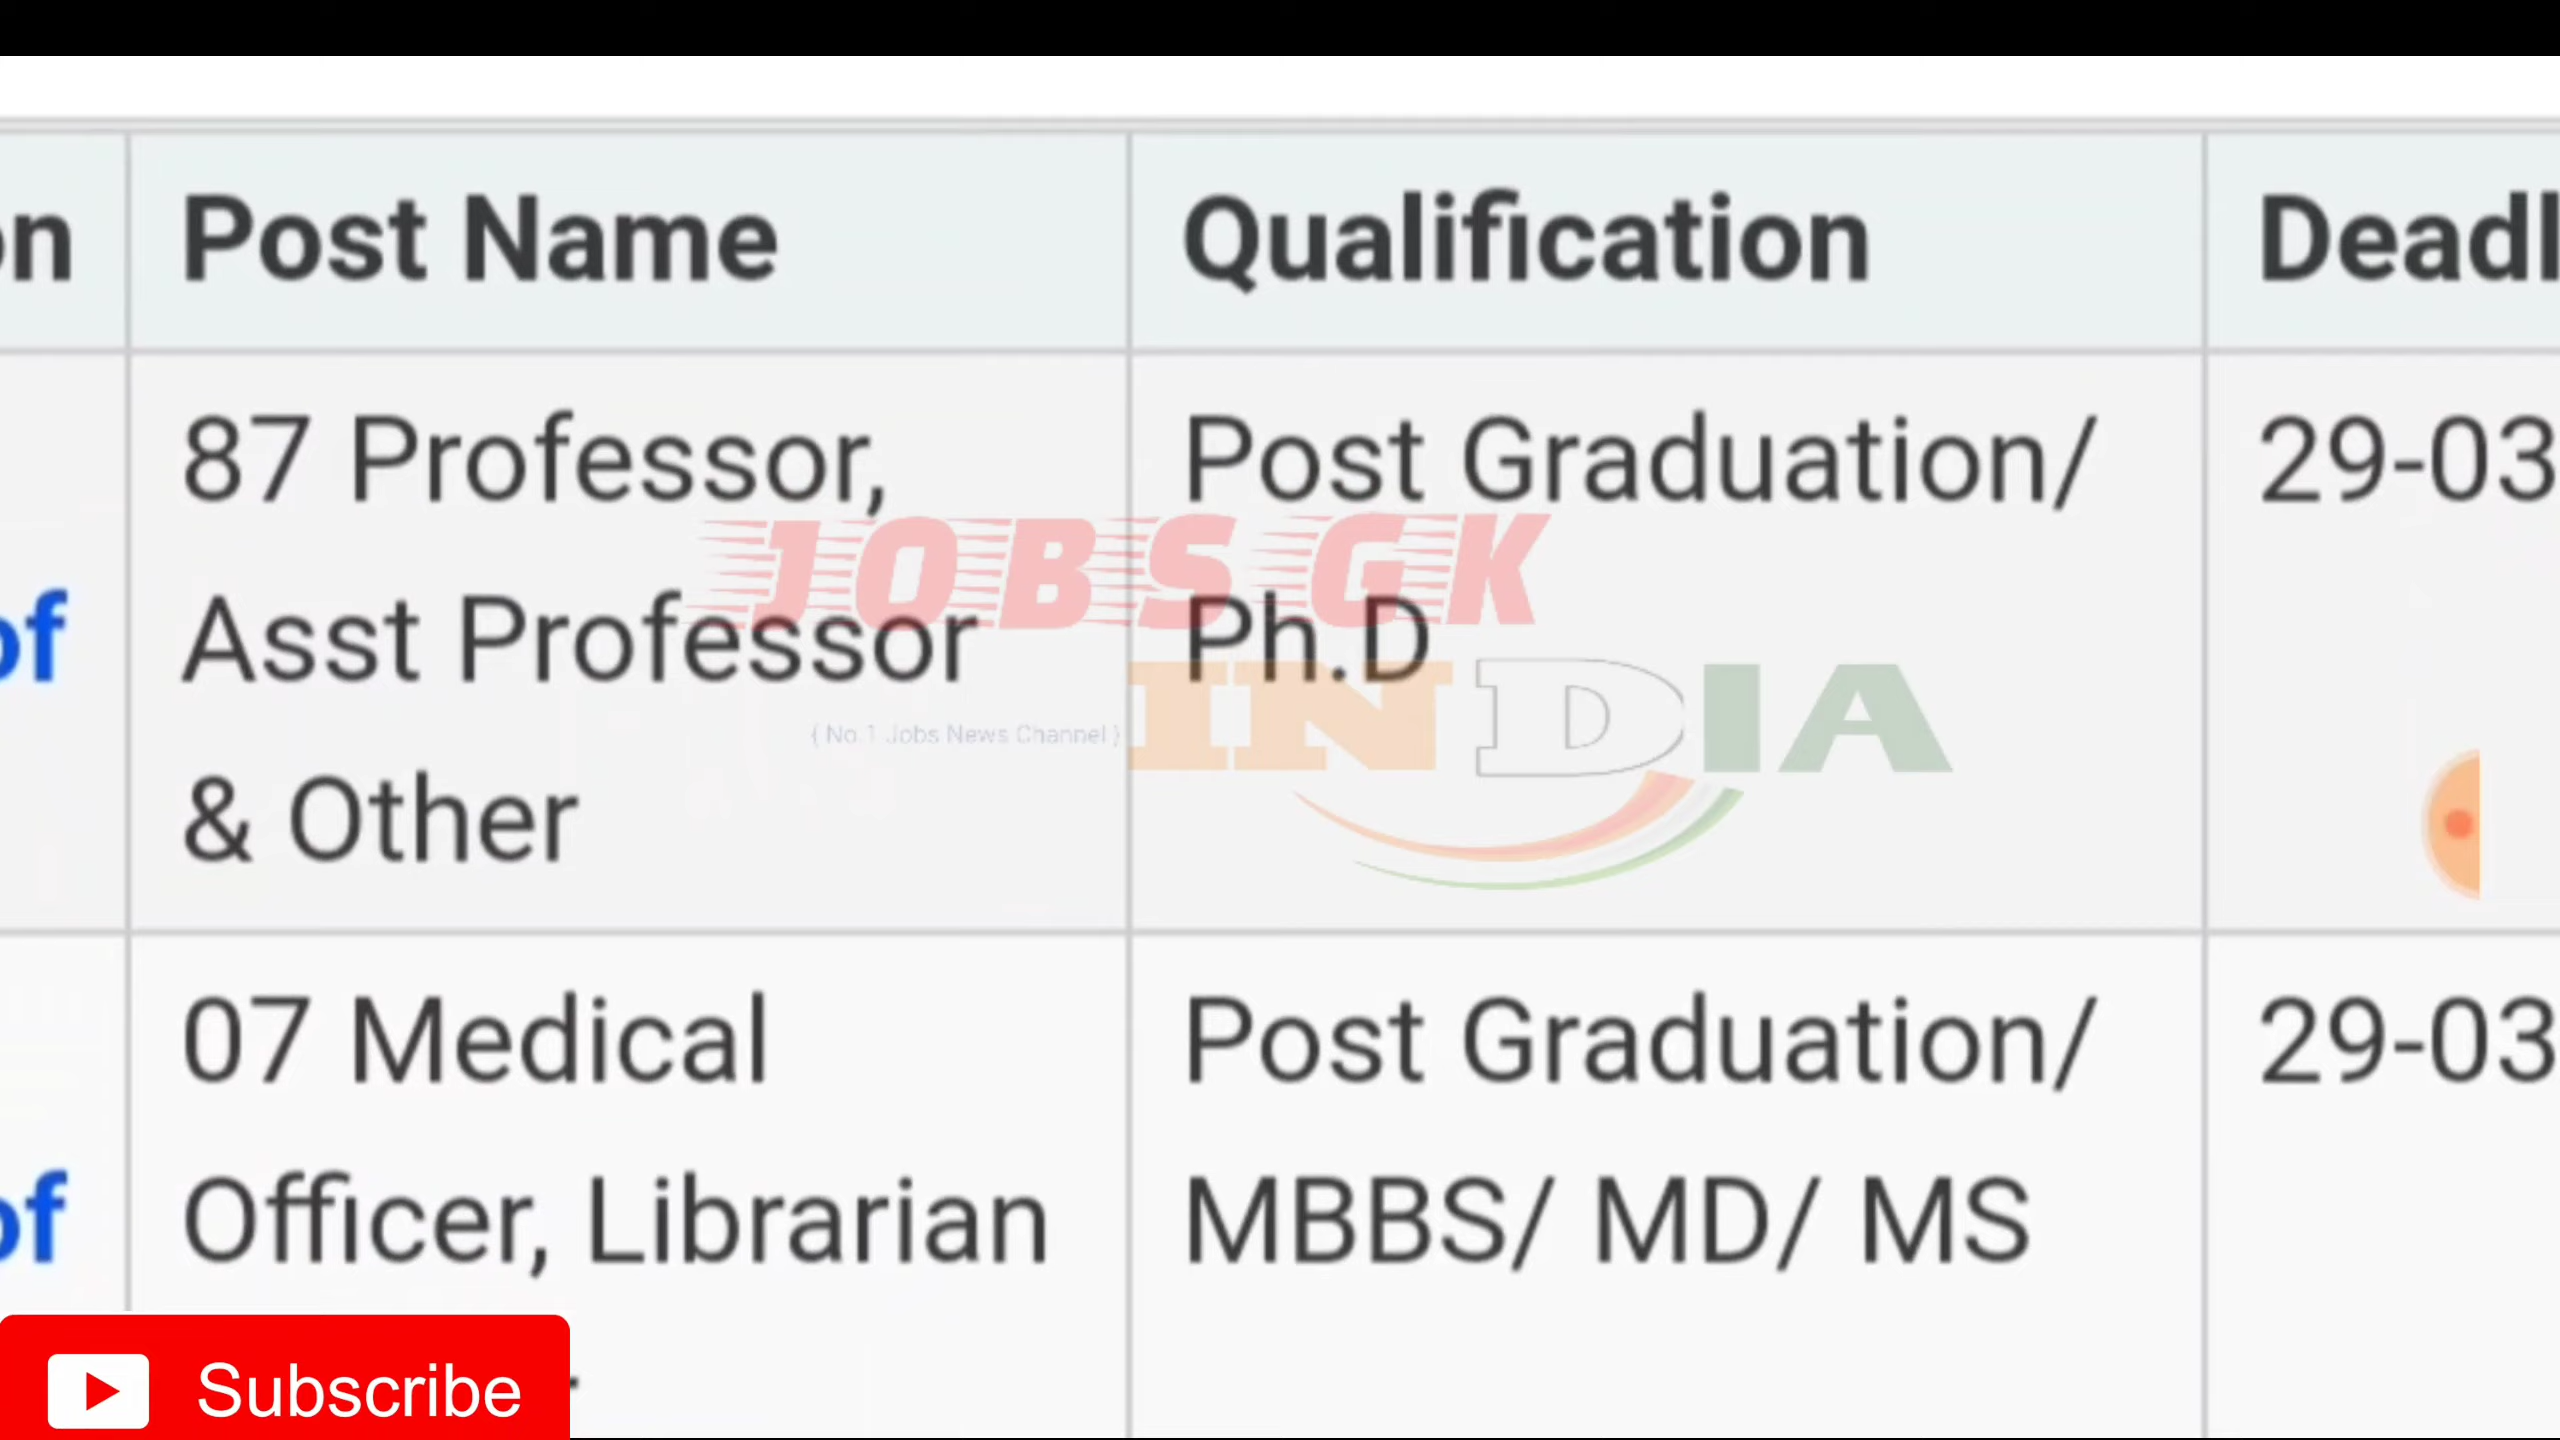 on Post Name Qualification Deadl
87 Professor, Post Graduation/ 29-03
of Asst Professor Ph.D
& Other
JOBS GK
INDIA
( No.1 Jobs News Channel )
07 Medical Post Graduation/ 29-03
of Officer, Librarian MBBS/ MD/ MS
Subscribe